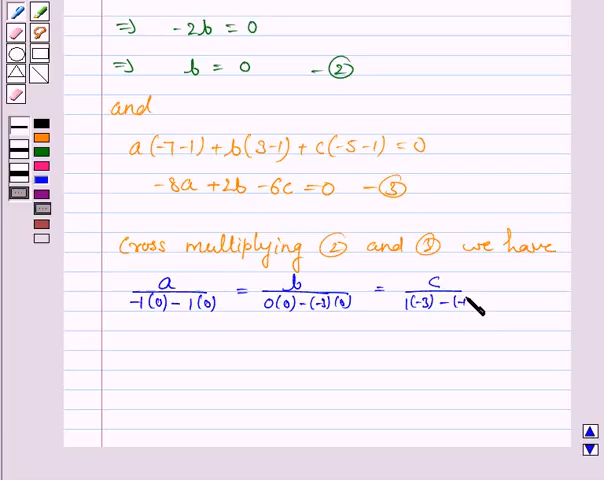 ⇒ -2b = 0
⇒ b = 0 - ②
and
a(-7-1) + b(3-1) + c(-5-1) = 0
-8a + 2b - 6c = 0 - ③
Cross multiplying ② and ③ we have
a/(-1(0) - 1(0)) = b/(0(0) - (-3)(0)) = c/(1(-3) - (-1